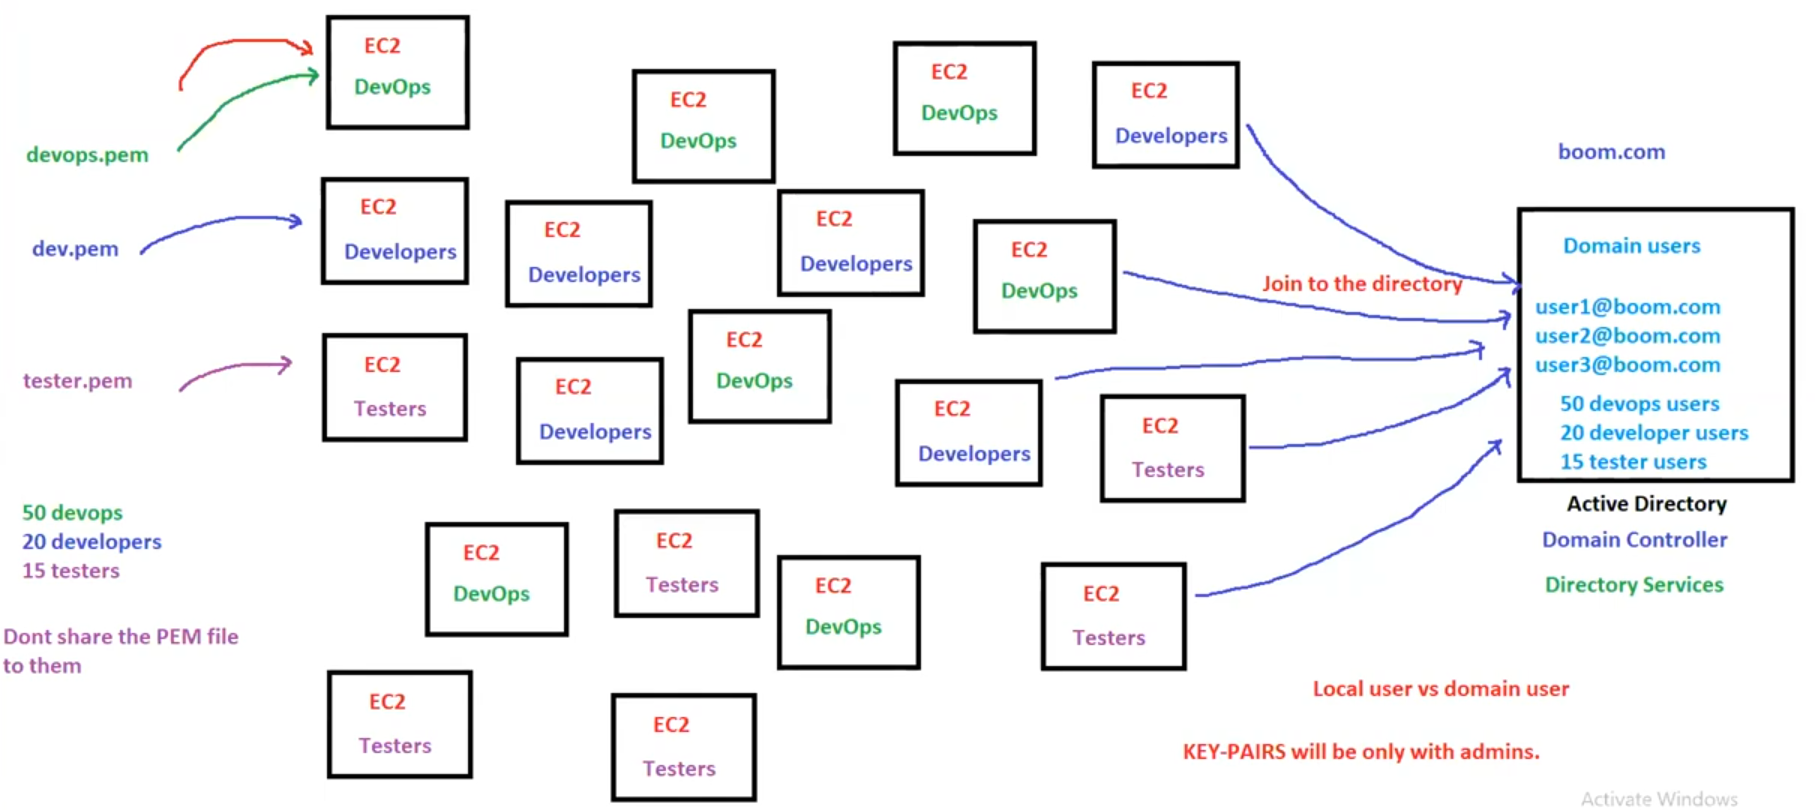 EC2
DevOps
EC2
DevOps
EC2
DevOps
EC2
Developers
devops.pem
boom.com
EC2
Developers
EC2
Developers
EC2
Developers
EC2
DevOps
dev.pem
Join to the directory
Domain users
user1@boom.com
user2@boom.com
user3@boom.com
50 devops users
20 developer users
15 tester users
Active Directory
Domain Controller
Directory Services
tester.pem
EC2
Testers
EC2
Developers
EC2
DevOps
EC2
Developers
EC2
Testers
50 devops
20 developers
15 testers
EC2
DevOps
EC2
Testers
EC2
DevOps
EC2
Testers
Dont share the PEM file
to them
EC2
Testers
EC2
Testers
Local user vs domain user
KEY-PAIRS will be only with admins.
Activate Windows